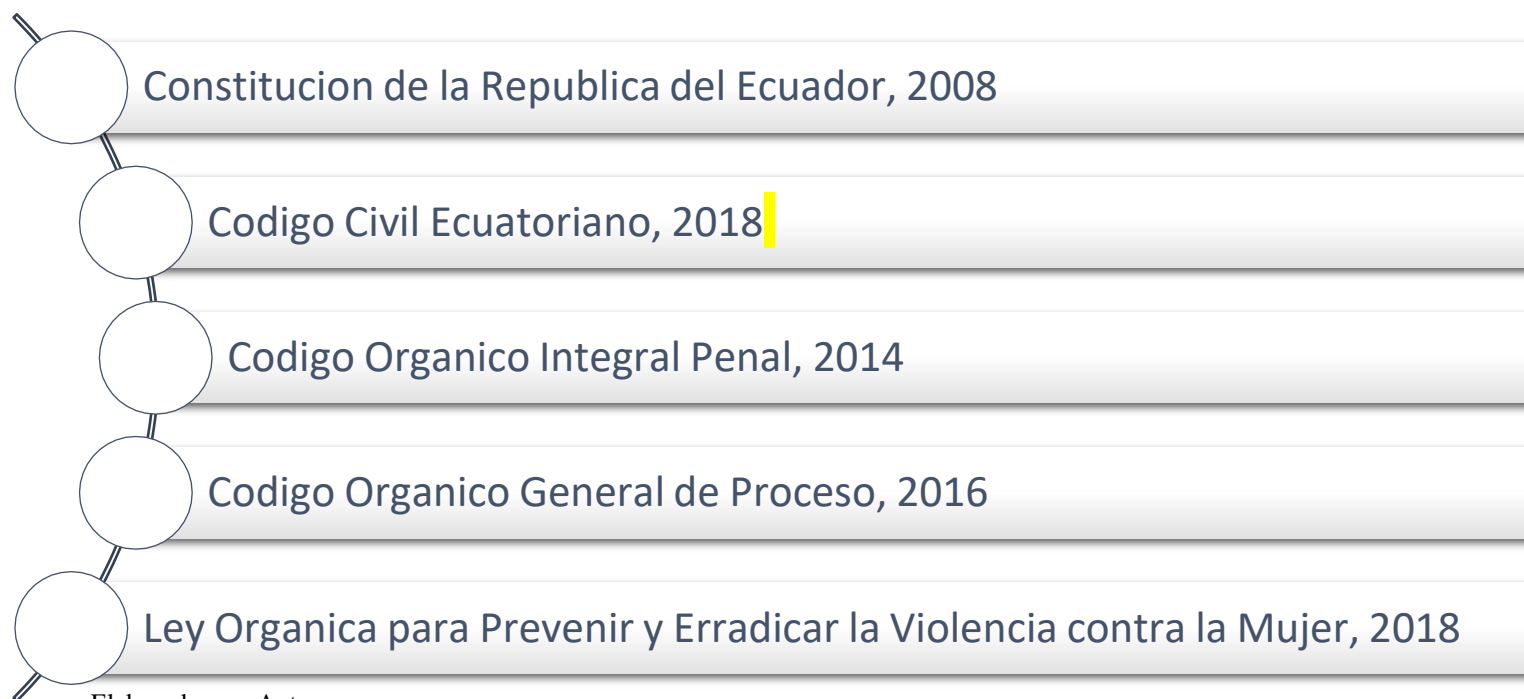 Constitucion de la Republica del Ecuador, 2008
Codigo Civil Ecuatoriano, 2018
Codigo Organico Integral Penal, 2014
Codigo Organico General de Proceso, 2016
Ley Organica para Prevenir y Erradicar la Violencia contra la Mujer, 2018